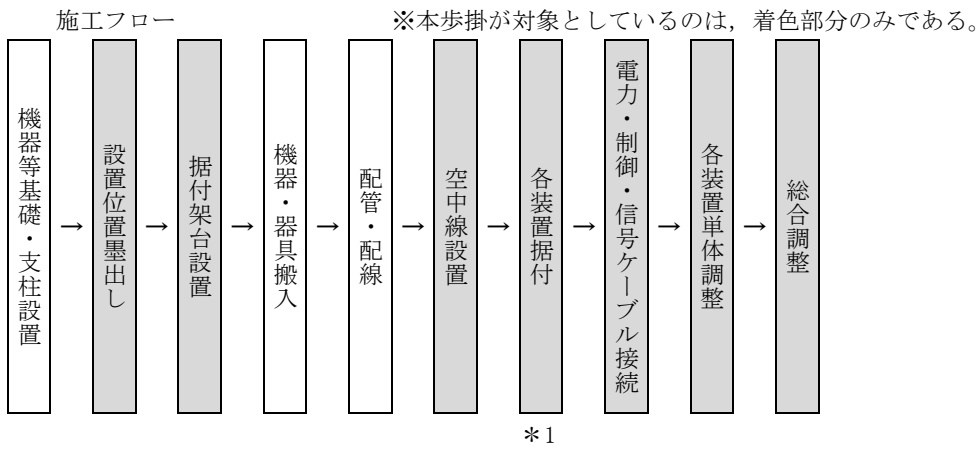 施工フロー
※本歩掛が対象としているのは，着色部分のみである。
機器等基礎・支柱設置
→
設置位置墨出し
→
据付架台設置
→
機器・器具搬入
→
配管・配線
→
空中線設置
→
各装置据付
→
電力・制御・信号ケーブル接続
→
各装置単体調整
→
総合調整
＊1